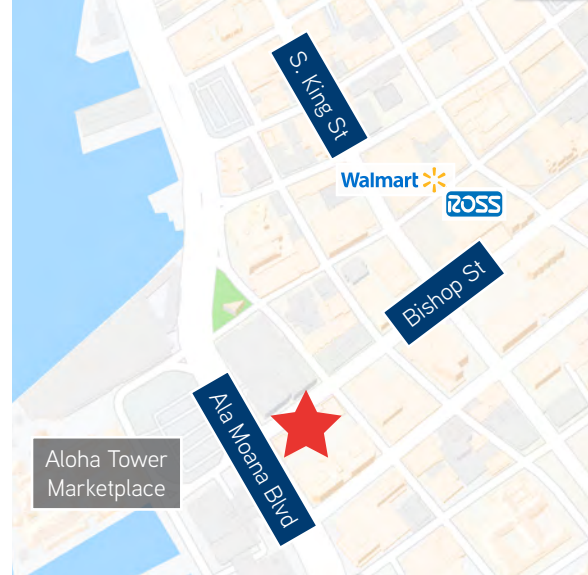 S. King St
Walmart
ROSS
Bishop St
Ala Moana Blvd
Aloha Tower
Marketplace